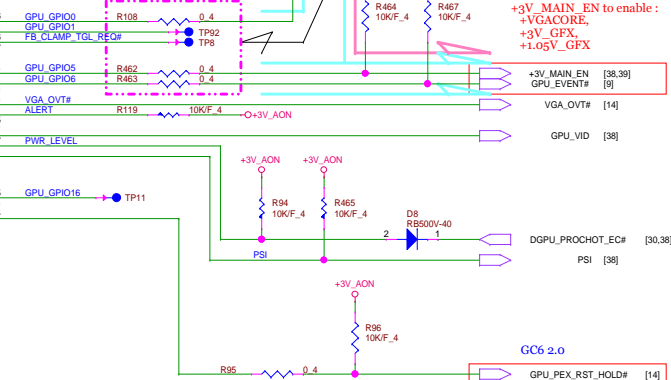 GPU_GPIO0 R108 0_4
GPU_GPIO1 TP92
FB_CLAMP_TGL_REQ# TP8
R464 10K/F_4
R467 10K/F_4
+3V_MAIN_EN to enable :
+VGACORE,
+3V_GFX,
+1.05V_GFX
GPU_GPIO5 R462 0_4
GPU_GPIO6 R463 0_4
+3V_MAIN_EN [38,39]
GPU_EVENT# [9]
VGA_OVT#
ALERT R119 10K/F_4 +3V_AON
VGA_OVT# [14]
PWR_LEVEL
GPU_VID [38]
+3V_AON +3V_AON
GPU_GPIO16 TP11
R94 10K/F_4
R465 10K/F_4
D8
RB500V-40
2 1
DGPU_PROCHOT_EC# [30,38]
PSI
PSI [38]
+3V_AON
R96
10K/F_4
GC6 2.0
R95 0_4
GPU_PEX_RST_HOLD# [14]